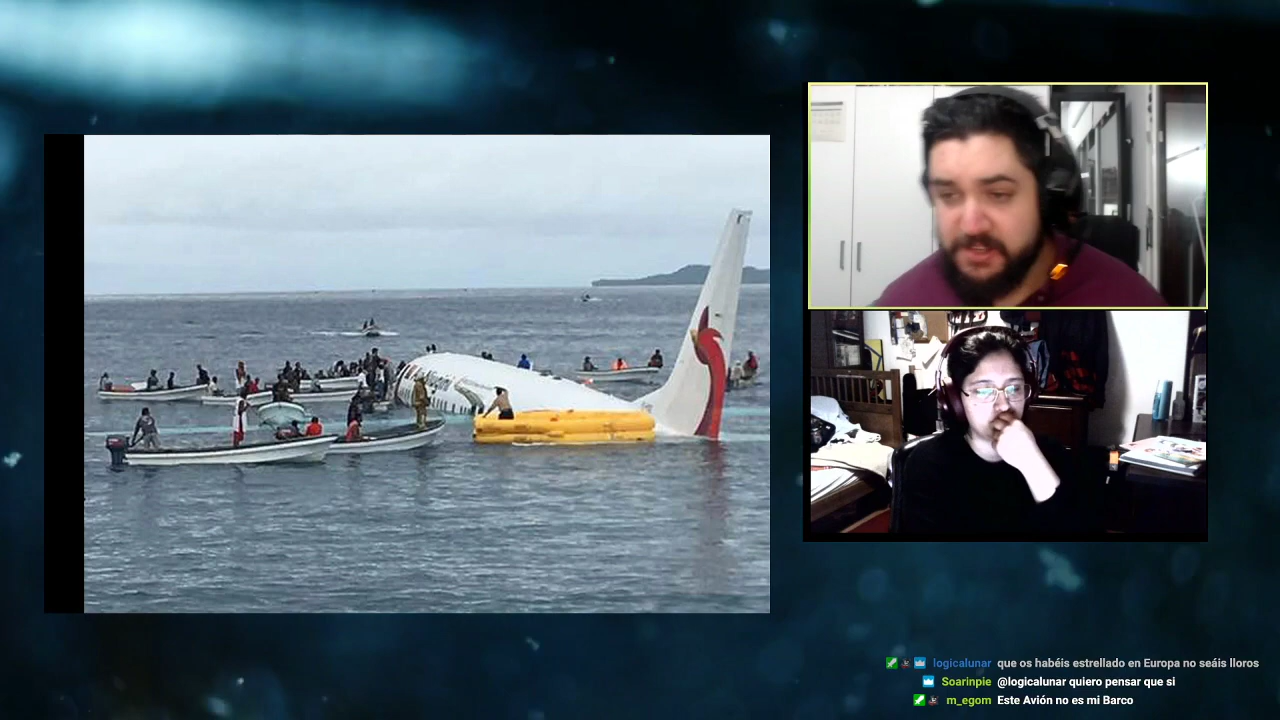 logicalunar que os habéis estrellado en Europa no seáis lloros
Soarinpie @logicalunar quiero pensar que si
m_egom Este Avión no es mi Barco